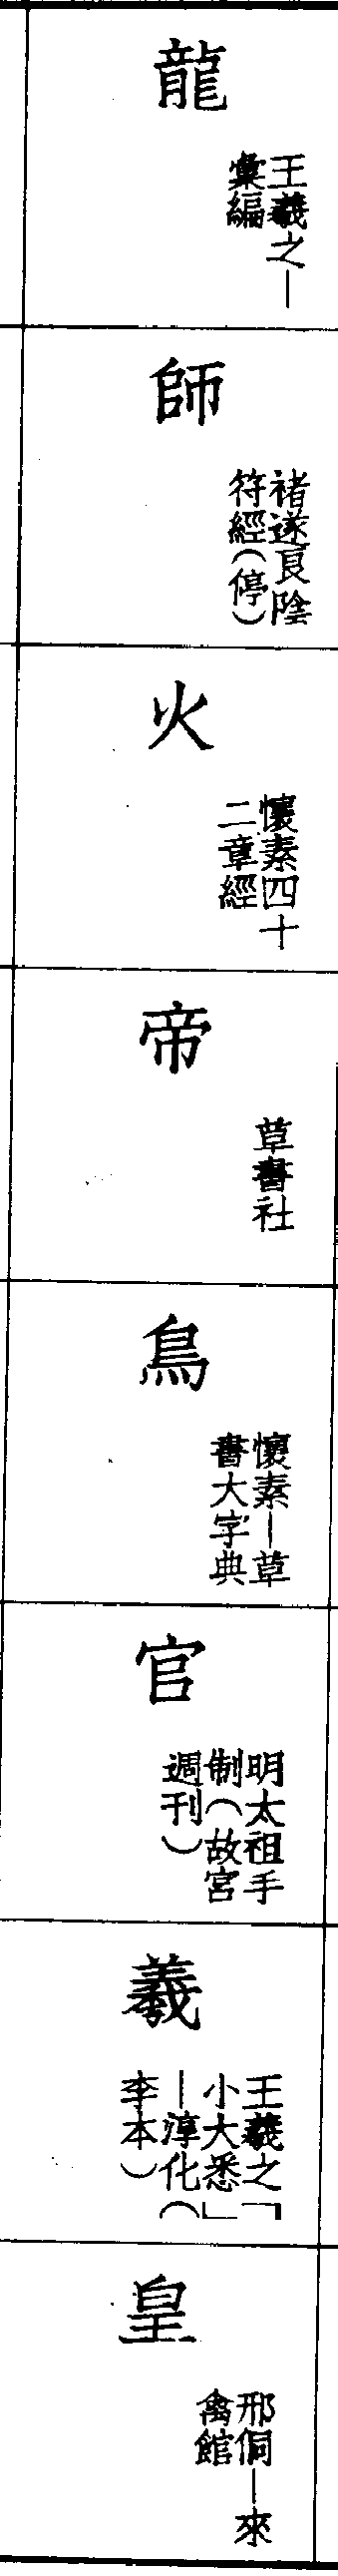 龍
王羲之—
彙編
師
褚遂良陰
符經(停)
火
懷素四十
二章經
帝
草書社
鳥
懷素—草
書大字典
官
明太祖手
制(故宮
週刊)
羲
王羲之「
小大悉」
—淳化(
李本)
皇
邢侗—來
禽館